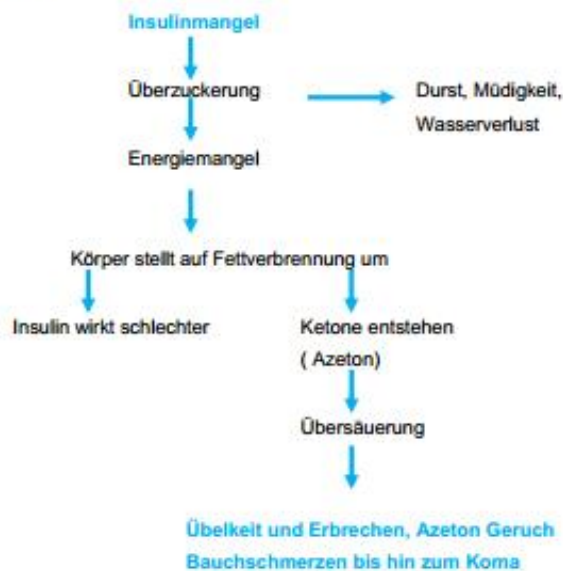 Insulinmangel
Überzuckerung
Durst, Müdigkeit,
Wasserverlust
Energiemangel
Körper stellt auf Fettverbrennung um
Insulin wirkt schlechter
Ketone entstehen
( Azeton)
Übersäuerung
Übelkeit und Erbrechen, Azeton Geruch
Bauchschmerzen bis hin zum Koma